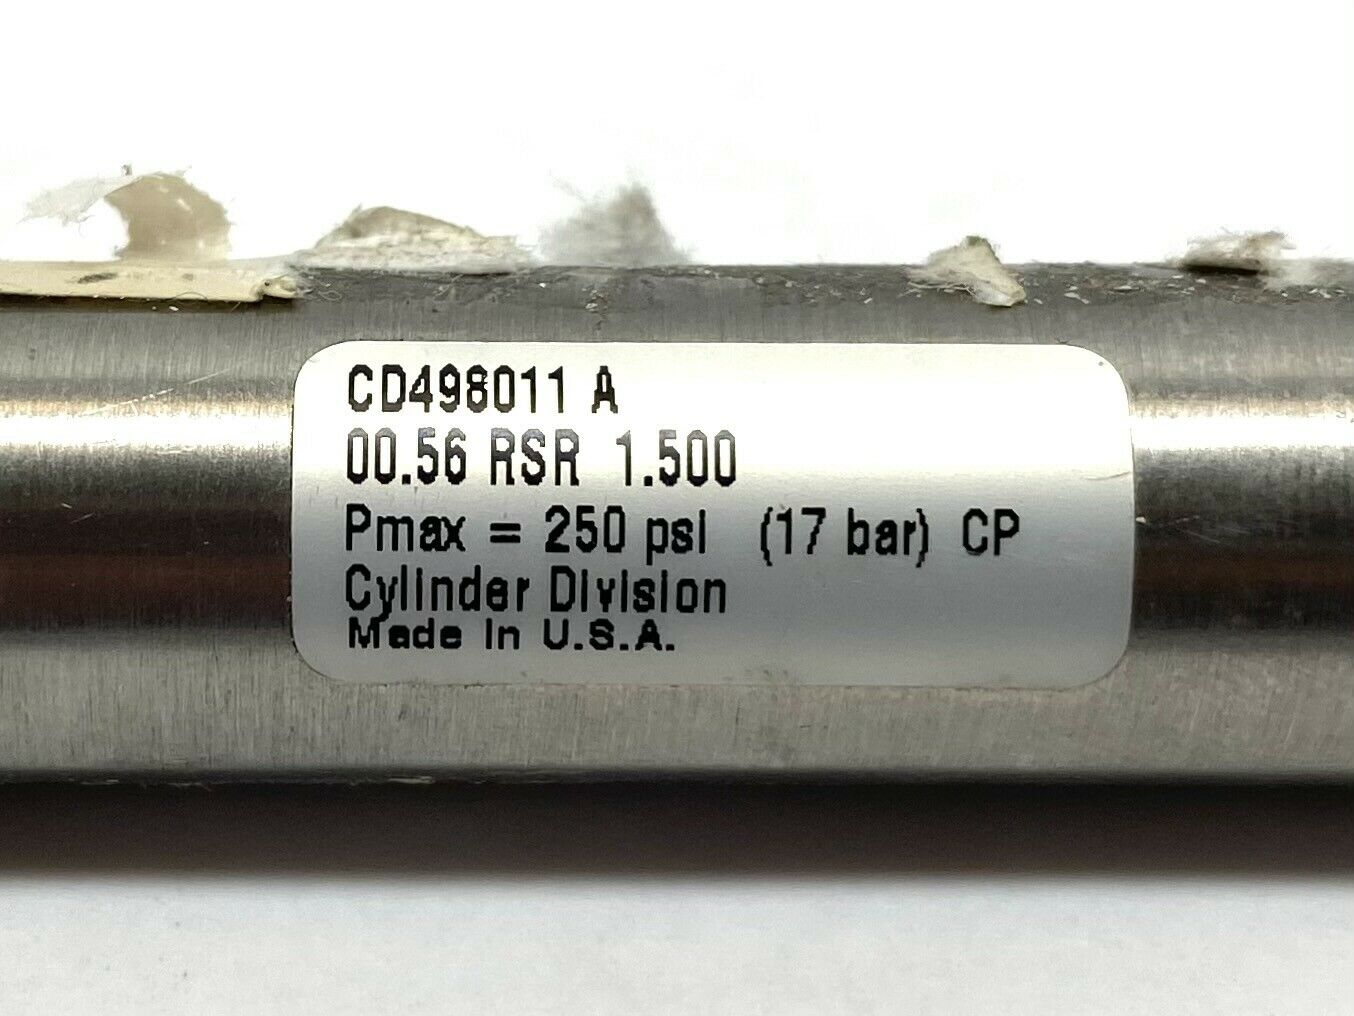 CD498011 A
00.56 RSR 1.500
Pmax = 250 psi (17 bar) CP
Cylinder Division
Made in U.S.A.